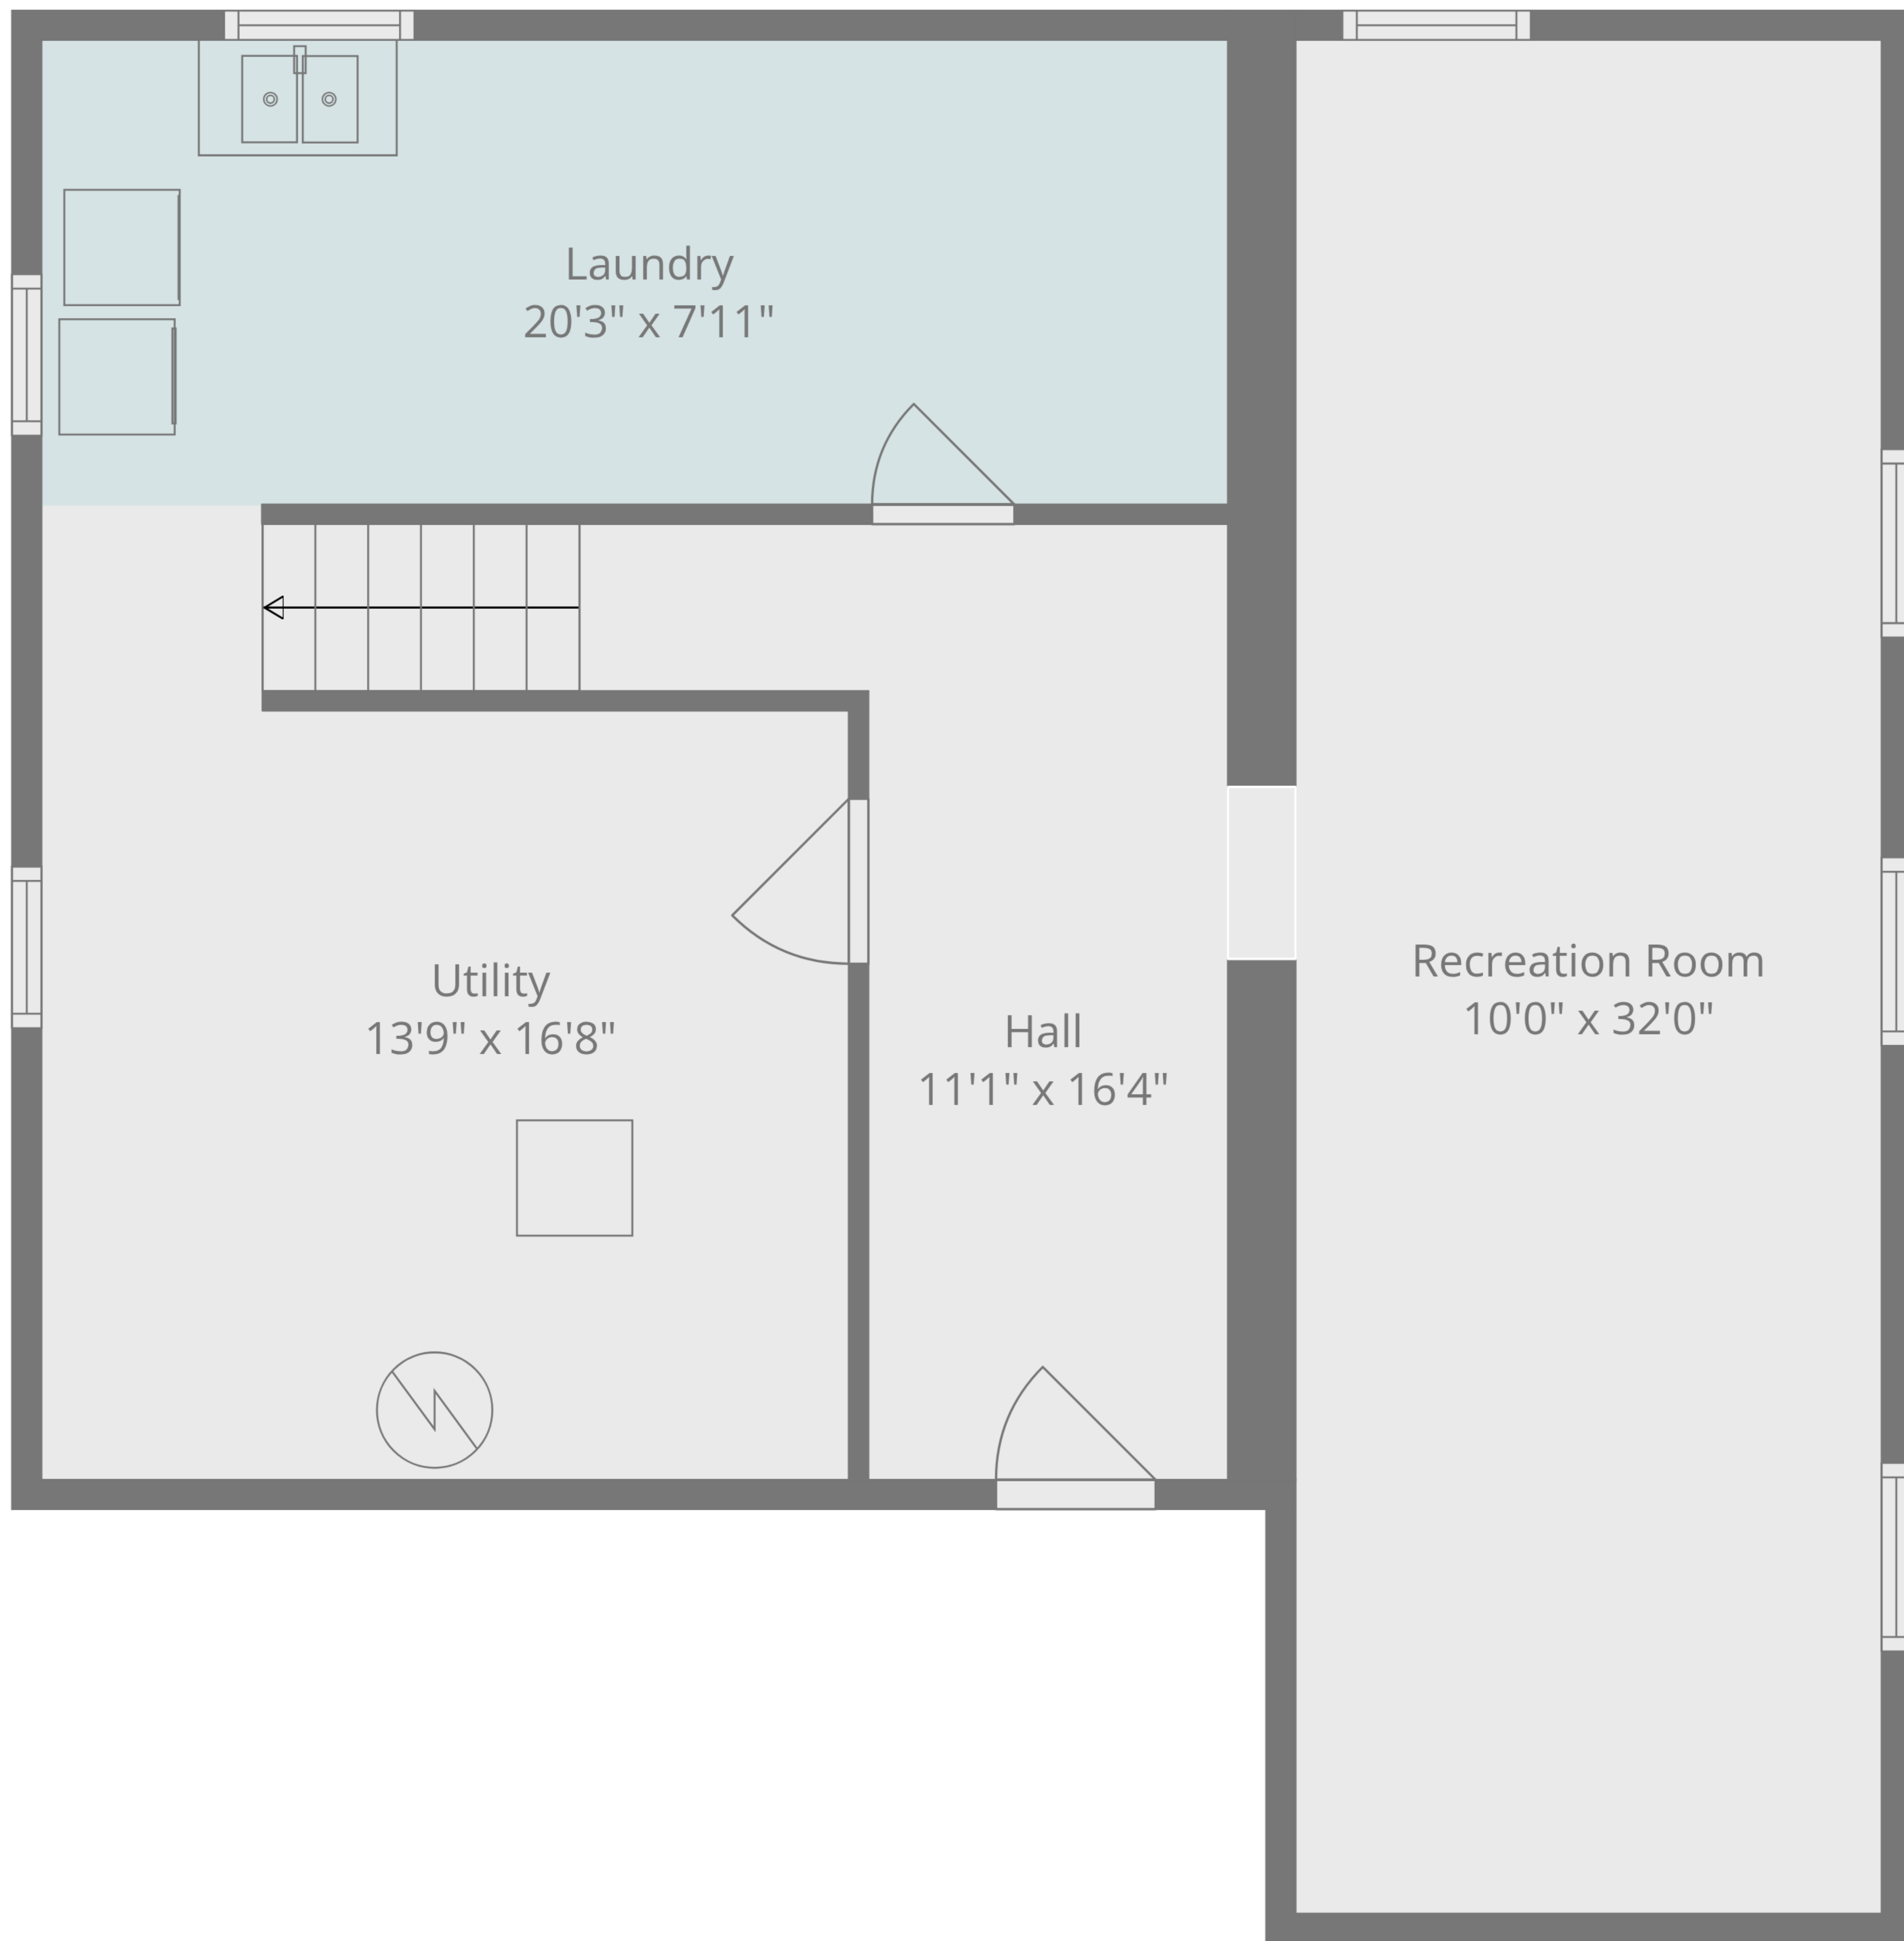 Laundry
20'3" x 7'11"
Utility
13'9" x 16'8"
Hall
11'1" x 16'4"
Recreation Room
10'0" x 32'0"